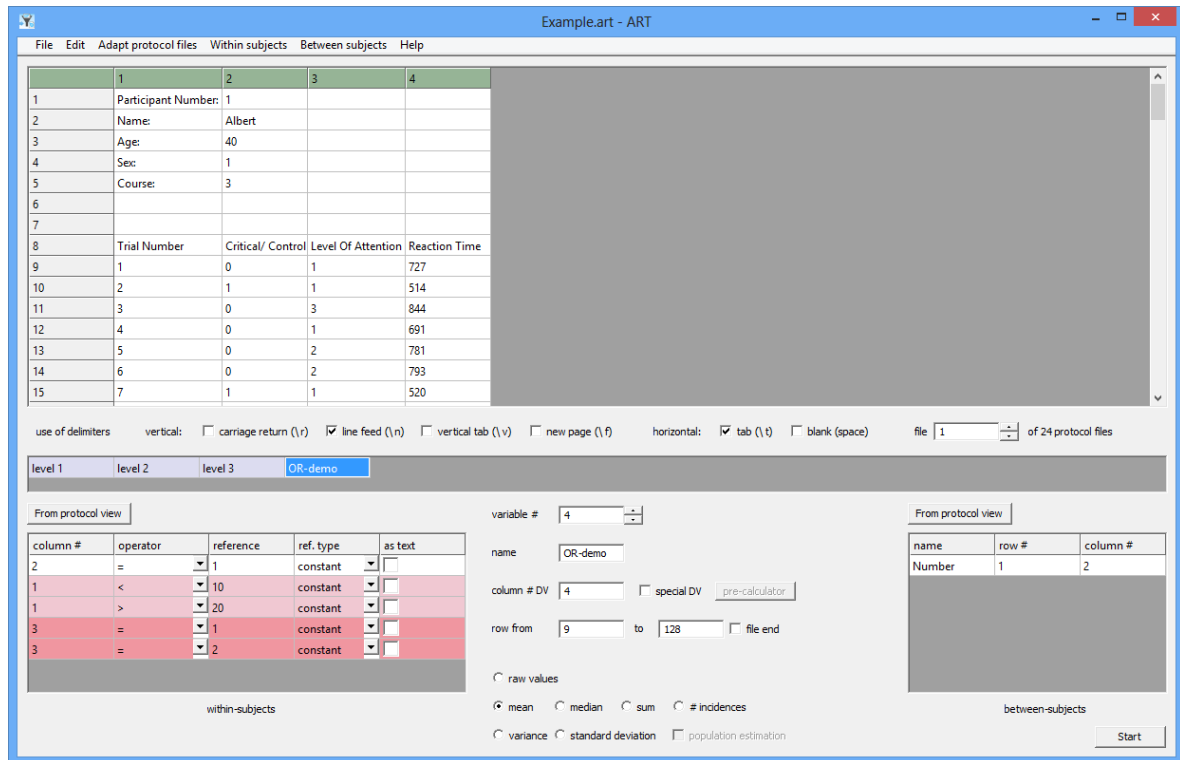 Example.art - ART
File Edit Adapt protocol files Within subjects Between subjects Help
1 2 3 4
1 Participant Number: 1
2 Name: Albert
3 Age: 40
4 Sex: 1
5 Course: 3
6
7
8 Trial Number Critical/ Control Level Of Attention Reaction Time
9 1 0 1 727
10 2 1 1 514
11 3 0 3 844
12 4 0 1 691
13 5 0 2 781
14 6 0 2 793
15 7 1 1 520
use of delimiters vertical: carriage return (\r) line feed (\n) vertical tab (\v) new page (\f) horizontal: tab (\t) blank (space) file 1 of 24 protocol files
level 1 level 2 level 3 OR-demo
From protocol view variable # 4 From protocol view
column # operator reference ref. type as text
2 = 1 constant
1 < 10 constant
1 > 20 constant
3 = 1 constant
3 = 2 constant
within-subjects
name OR-demo
column # DV 4 special DV pre-calculator
row from 9 to 128 file end
raw values
mean median sum # incidences
variance standard deviation population estimation
name row # column #
Number 1 2
between-subjects
Start